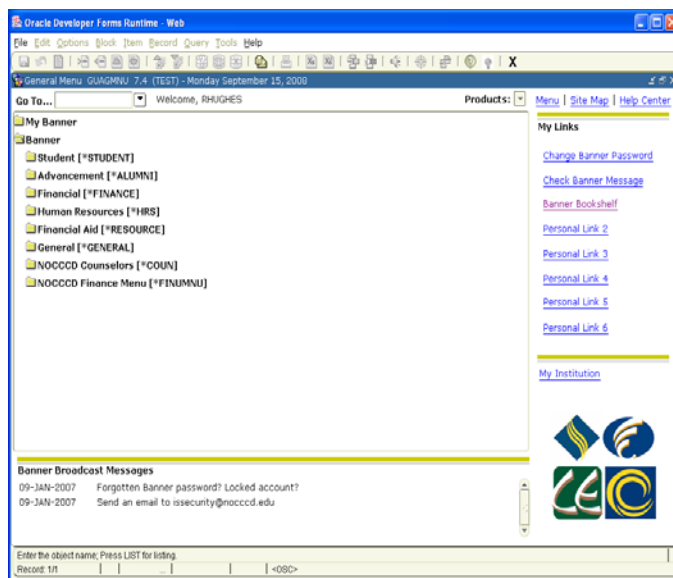 Oracle Developer Forms Runtime - Web
File Edit Options Block Item Record Query Tools Help
X
General Menu GUAGMNU 7.4 (TEST) - Monday September 15, 2008
Go To... Welcome, RHUGHES Products: Menu | Site Map | Help Center
My Banner
Banner
Student [*STUDENT]
Advancement [*ALUMNI]
Financial [*FINANCE]
Human Resources [*HRS]
Financial Aid [*RESOURCE]
General [*GENERAL]
NOCCCD Counselors [*COUN]
NOCCCD Finance Menu [*FINUMNU]
My Links
Change Banner Password
Check Banner Message
Banner Bookshelf
Personal Link 2
Personal Link 3
Personal Link 4
Personal Link 5
Personal Link 6
My Institution
Banner Broadcast Messages
09-JAN-2007 Forgotten Banner password? Locked account?
09-JAN-2007 Send an email to issecurity@nocccd.edu
Enter the object name; Press LIST for listing.
Record: 1/1 ... <OSC>